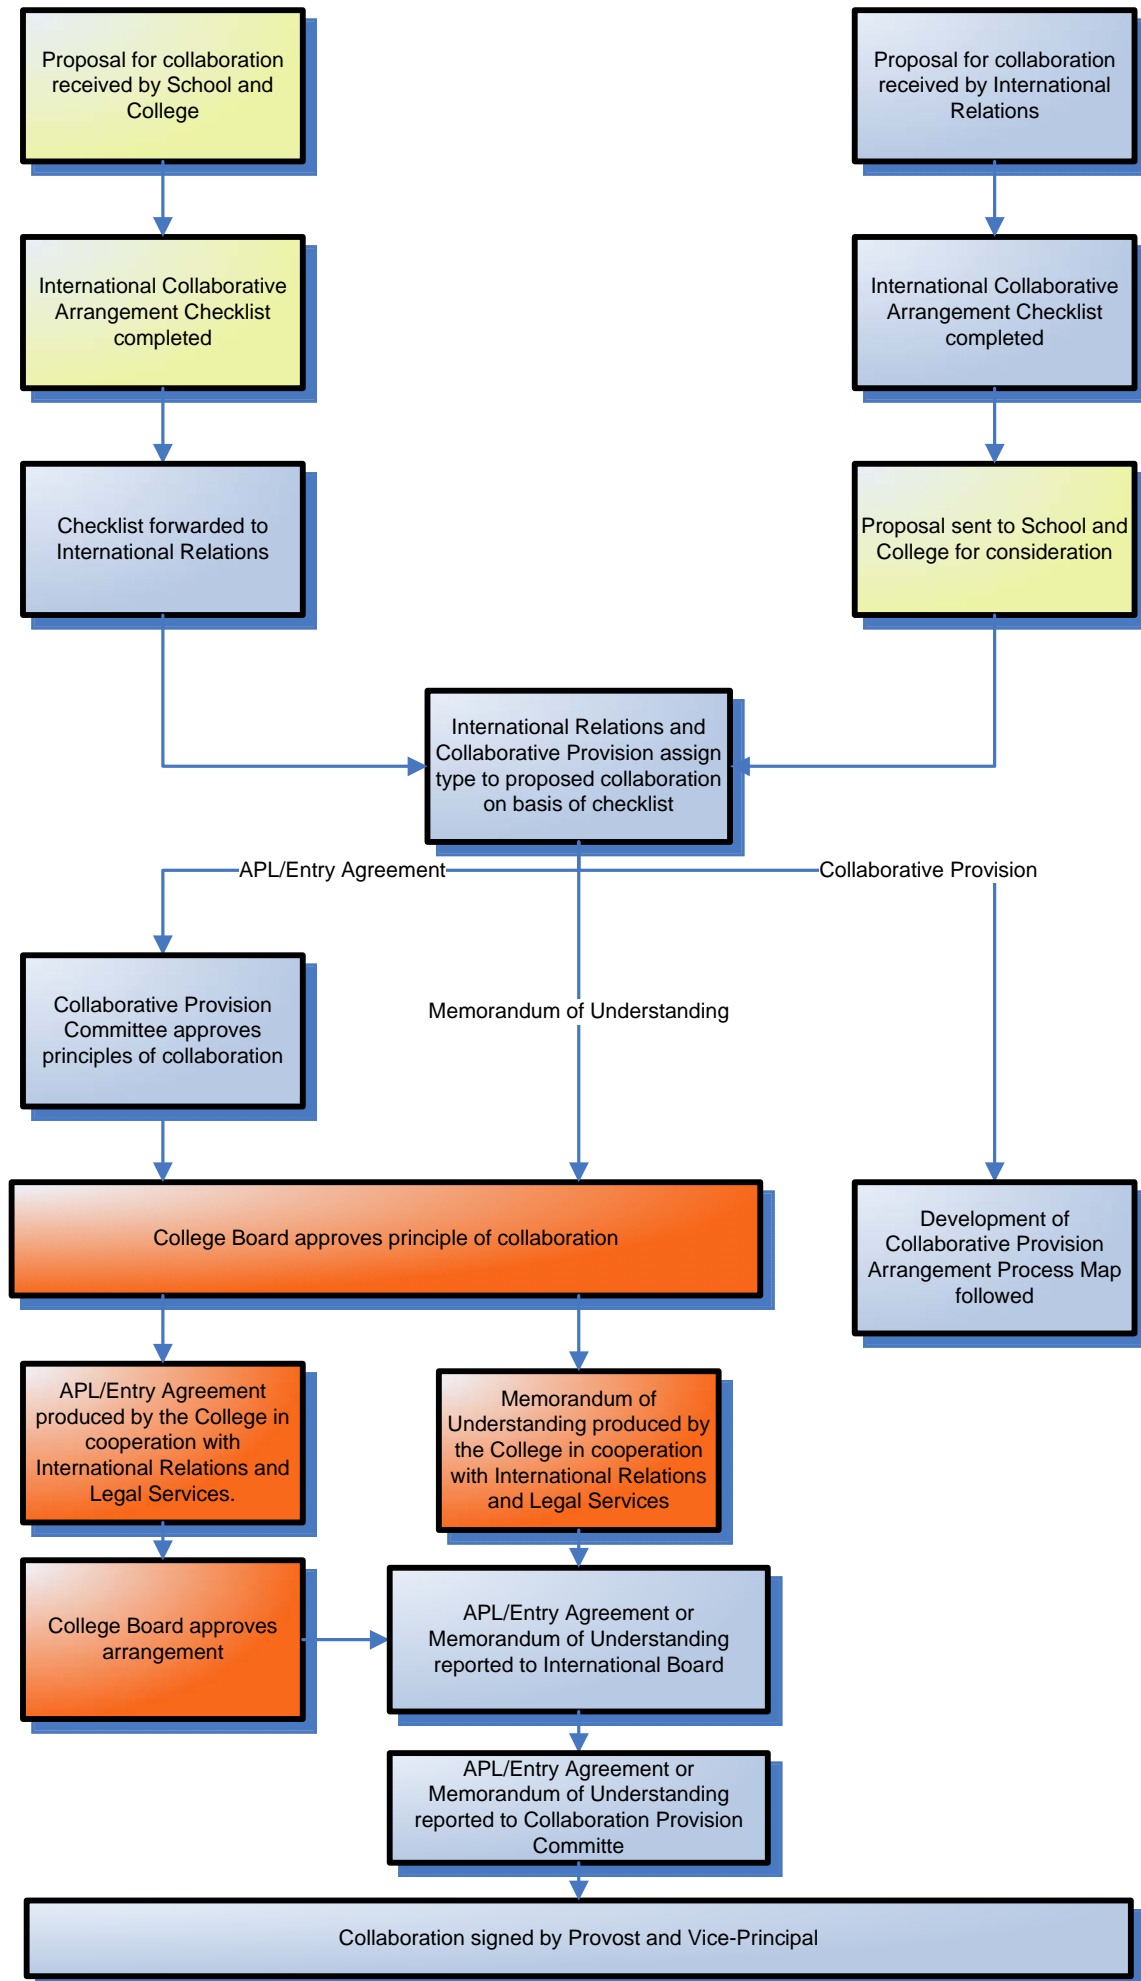 Proposal for collaboration
received by School and
College
Proposal for collaboration
received by International
Relations
International Collaborative
Arrangement Checklist
completed
International Collaborative
Arrangement Checklist
completed
Checklist forwarded to
International Relations
Proposal sent to School and
College for consideration
International Relations and
Collaborative Provision assign
type to proposed collaboration
on basis of checklist
APL/Entry Agreement
Collaborative Provision
Collaborative Provision
Committee approves
principles of collaboration
Memorandum of Understanding
College Board approves principle of collaboration
Development of
Collaborative Provision
Arrangement Process Map
followed
APL/Entry Agreement
produced by the College in
cooperation with
International Relations and
Legal Services.
Memorandum of
Understanding produced by
the College in cooperation
with International Relations
and Legal Services
College Board approves
arrangement
APL/Entry Agreement or
Memorandum of Understanding
reported to International Board
APL/Entry Agreement or
Memorandum of Understanding
reported to Collaboration Provision
Committe
Collaboration signed by Provost and Vice-Principal